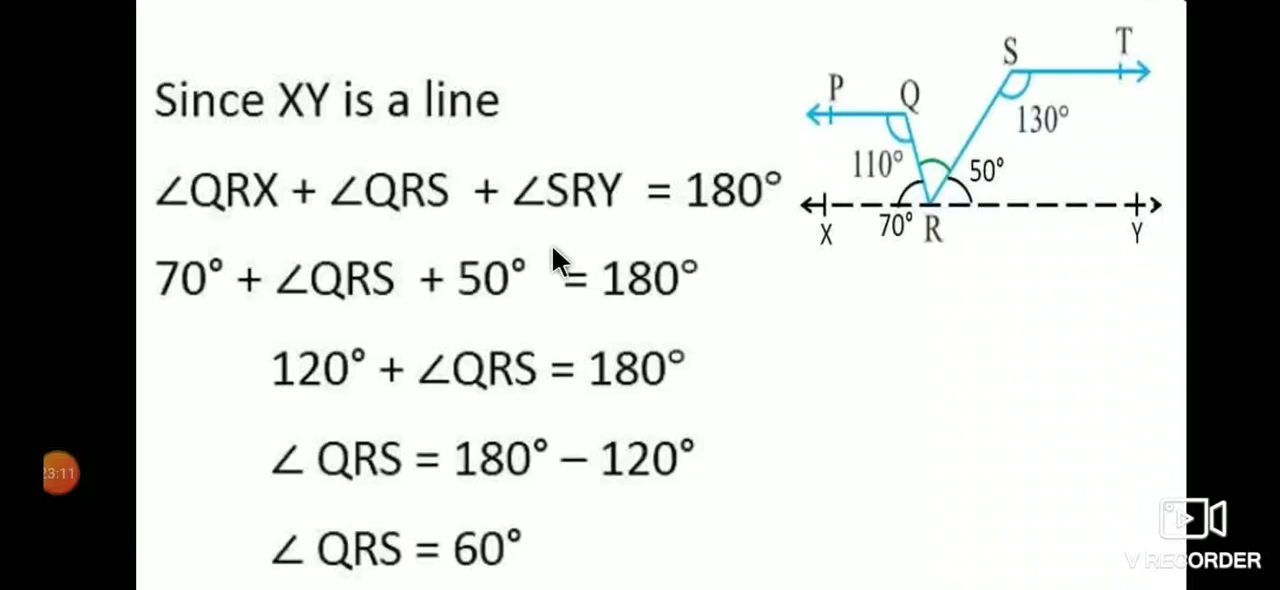 Since XY is a line
∠QRX + ∠QRS + ∠SRY = 180°
70° + ∠QRS + 50° = 180°
120° + ∠QRS = 180°
∠ QRS = 180° – 120°
∠ QRS = 60°
S T
P Q
130°
110° 50°
70° R
X Y
23:11
V RECORDER